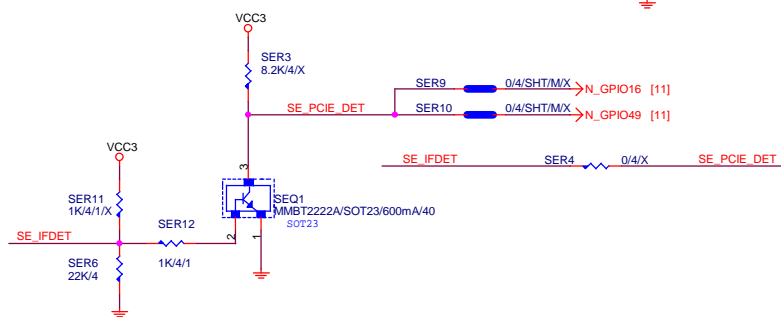 VCC3
SER3
8.2K/4/X
SER9
0/4/SHT/M/X
N_GPIO16 [11]
SE_PCIE_DET
SER10
0/4/SHT/M/X
N_GPIO49 [11]
VCC3
3
SE_IFDET
SER4
0/4/X
SE_PCIE_DET
SER11
1K/4/1/X
SEQ1
MMBT2222A/SOT23/600mA/40
SOT23
SER12
SE_IFDET
2
1
SER6
22K/4
1K/4/1